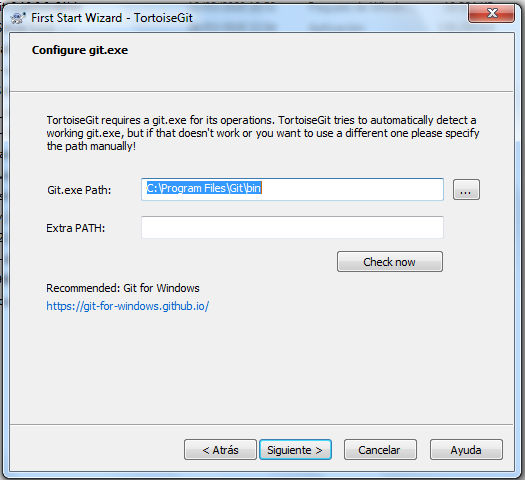 First Start Wizard - TortoiseGit
Configure git.exe
TortoiseGit requires a git.exe for its operations. TortoiseGit tries to automatically detect a
working git.exe, but if that doesn't work or you want to use a different one please specify
the path manually!
Git.exe Path:
C:\Program Files\Git\bin
...
Extra PATH:
Check now
Recommended: Git for Windows
https://git-for-windows.github.io/
< Atrás
Siguiente >
Cancelar
Ayuda